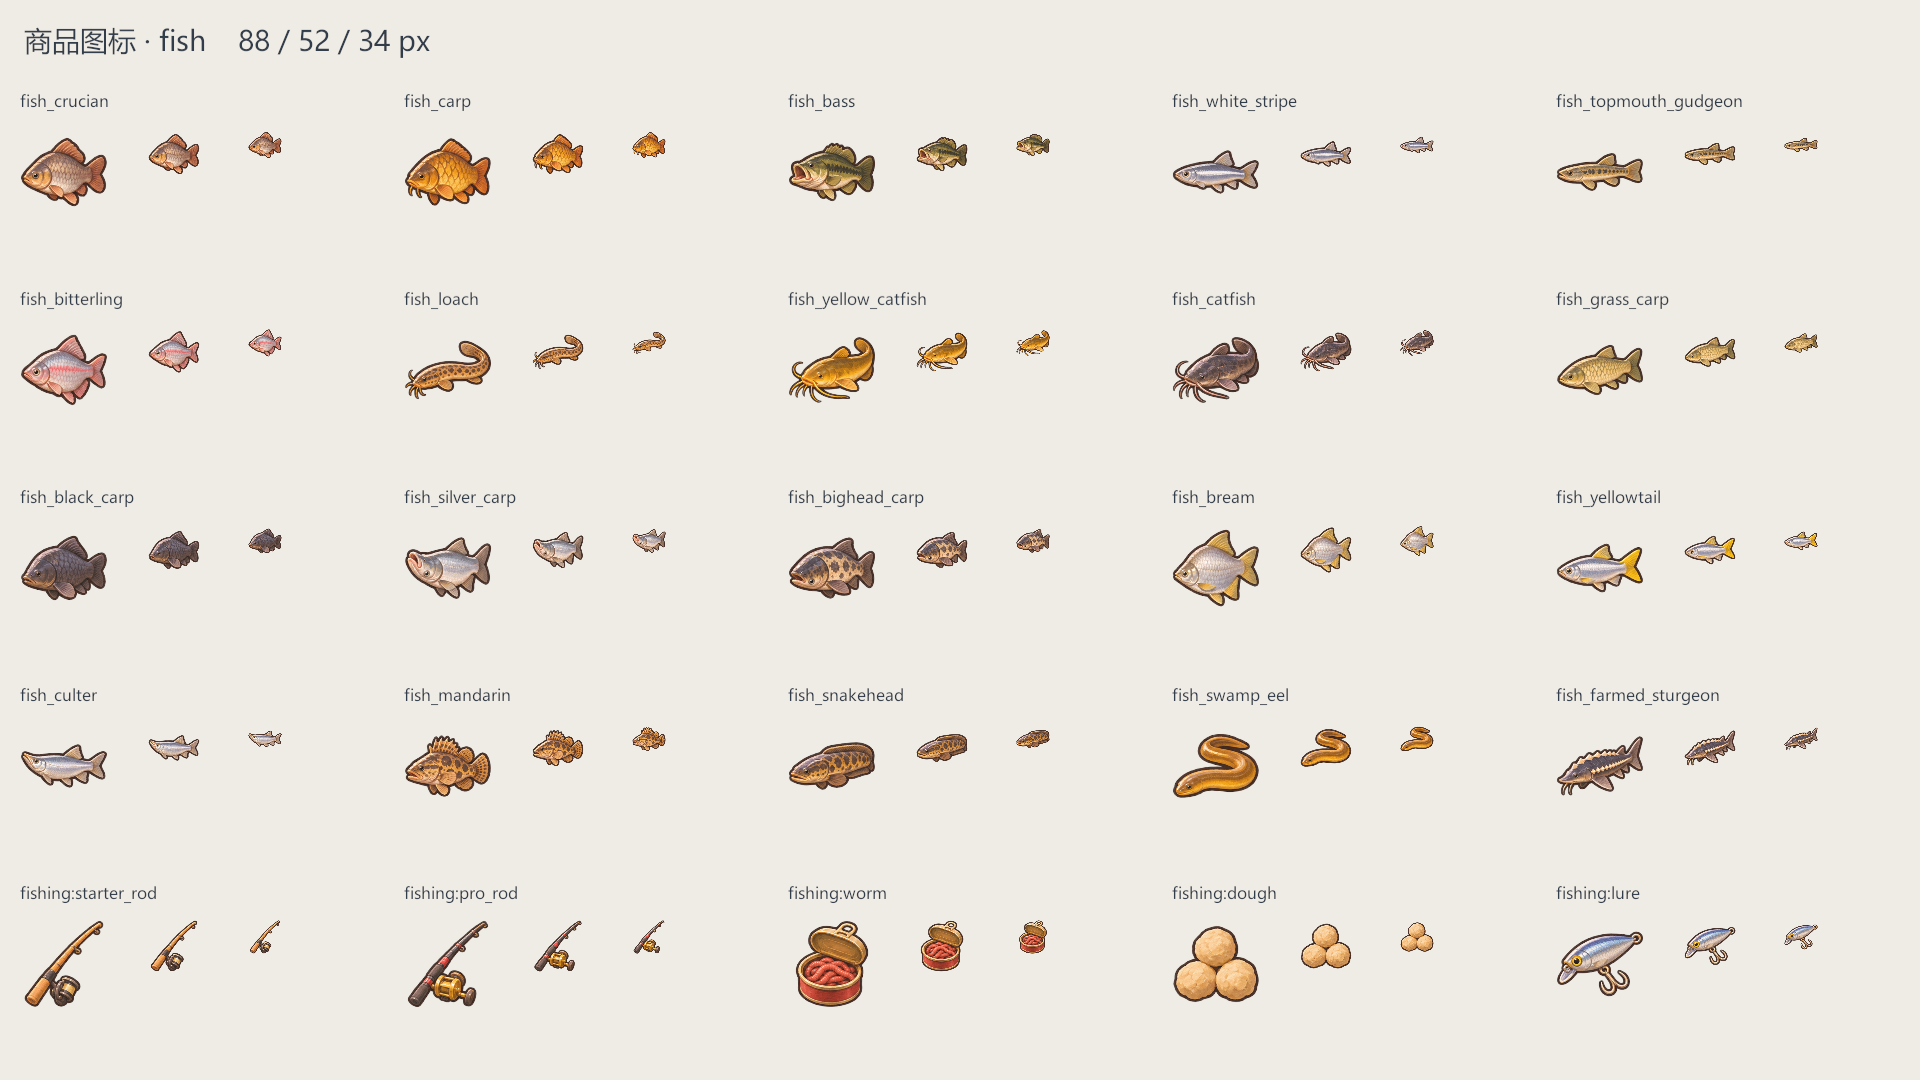 商品图标 · fish 88 / 52 / 34 px
fish_crucian fish_carp fish_bass fish_white_stripe fish_topmouth_gudgeon
fish_bitterling fish_loach fish_yellow_catfish fish_catfish fish_grass_carp
fish_black_carp fish_silver_carp fish_bighead_carp fish_bream fish_yellowtail
fish_culter fish_mandarin fish_snakehead fish_swamp_eel fish_farmed_sturgeon
fishing:starter_rod fishing:pro_rod fishing:worm fishing:dough fishing:lure